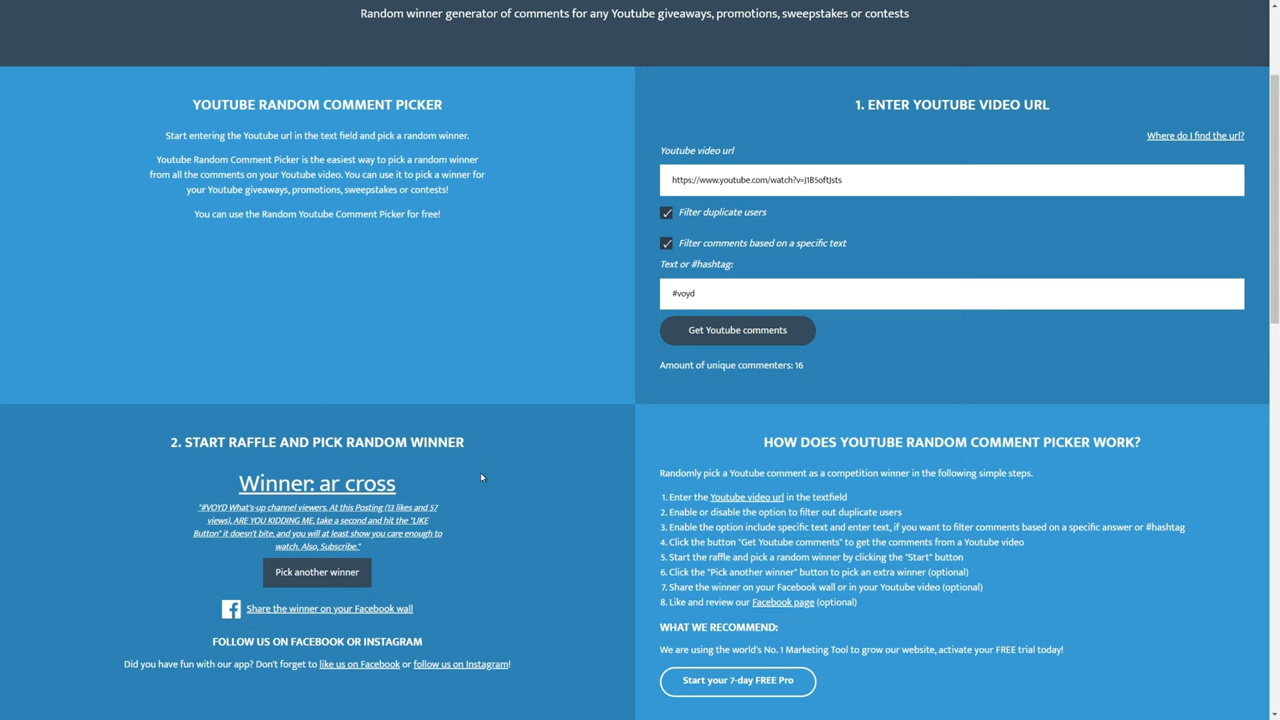 Random winner generator of comments for any Youtube giveaways, promotions, sweepstakes or contests
YOUTUBE RANDOM COMMENT PICKER
Start entering the Youtube url in the text field and pick a random winner.
Youtube Random Comment Picker is the easiest way to pick a random winner
from all the comments on your Youtube video. You can use it to pick a winner for
your Youtube giveaways, promotions, sweepstakes or contests!
You can use the Random Youtube Comment Picker for free!
1. ENTER YOUTUBE VIDEO URL
Where do I find the url?
Youtube video url
https://www.youtube.com/watch?v=J1B5oftJsts
Filter duplicate users
Filter comments based on a specific text
Text or #hashtag:
#voyd
Get Youtube comments
Amount of unique commenters: 16
2. START RAFFLE AND PICK RANDOM WINNER
Winner: ar cross
"#VOYD What's-up channel viewers. At this Posting (13 likes and 57
views), ARE YOU KIDDING ME, take a second and hit the "LIKE
Button" it doesn't bite, and you will at least show you care enough to
watch. Also, Subscribe."
Pick another winner
Share the winner on your Facebook wall
FOLLOW US ON FACEBOOK OR INSTAGRAM
Did you have fun with our app? Don't forget to like us on Facebook or follow us on Instagram!
HOW DOES YOUTUBE RANDOM COMMENT PICKER WORK?
Randomly pick a Youtube comment as a competition winner in the following simple steps.
1. Enter the Youtube video url in the textfield
2. Enable or disable the option to filter out duplicate users
3. Enable the option include specific text and enter text, if you want to filter comments based on a specific answer or #hashtag
4. Click the button "Get Youtube comments" to get the comments from a Youtube video
5. Start the raffle and pick a random winner by clicking the "Start" button
6. Click the "Pick another winner" button to pick an extra winner (optional)
7. Share the winner on your Facebook wall or in your Youtube video (optional)
8. Like and review our Facebook page (optional)
WHAT WE RECOMMEND:
We are using the world's No. 1 Marketing Tool to grow our website, activate your FREE trial today!
Start your 7-day FREE Pro